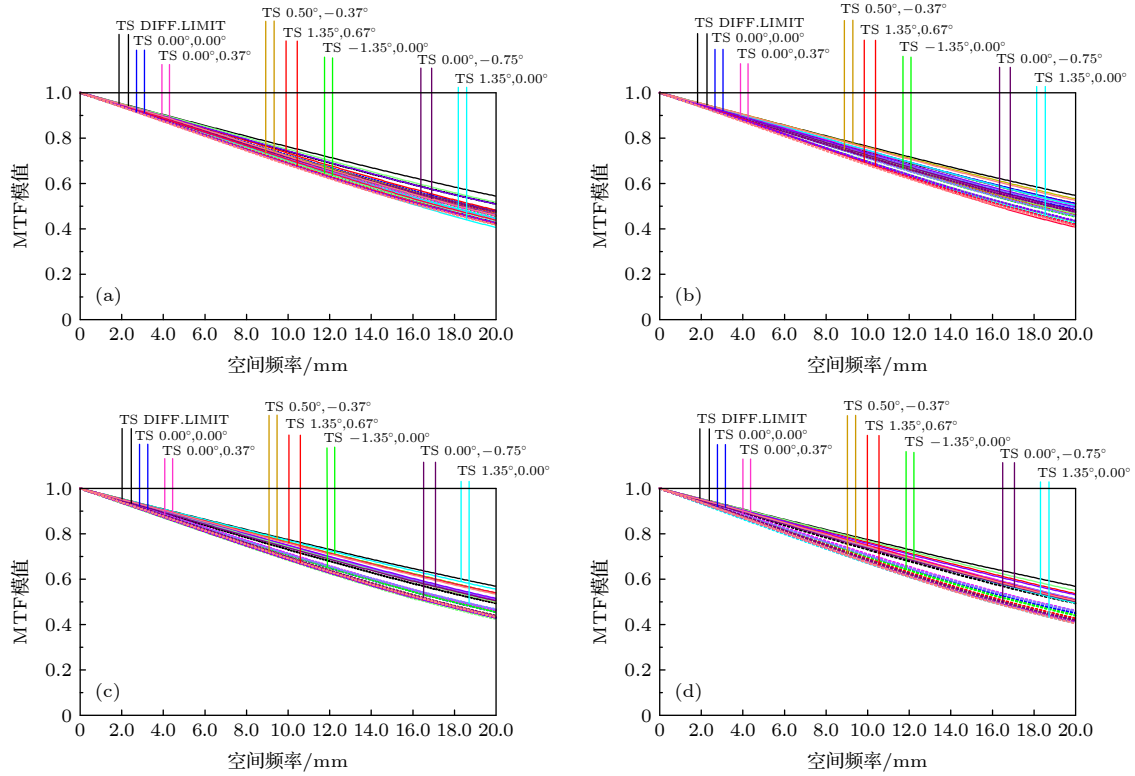 TS DIFF.LIMIT
TS 0.00°,0.00°
TS 0.00°,0.37°
TS 0.50°,−0.37°
TS 1.35°,0.67°
TS −1.35°,0.00°
TS 0.00°,−0.75°
TS 1.35°,0.00°
1.0
0.8
0.6
0.4
0.2
0
MTF模值
(a)
0 2.0 4.0 6.0 8.0 10.0 12.0 14.0 16.0 18.0 20.0
空间频率/mm
TS DIFF.LIMIT
TS 0.00°,0.00°
TS 0.00°,0.37°
TS 0.50°,−0.37°
TS 1.35°,0.67°
TS −1.35°,0.00°
TS 0.00°,−0.75°
TS 1.35°,0.00°
1.0
0.8
0.6
0.4
0.2
0
MTF模值
(b)
0 2.0 4.0 6.0 8.0 10.0 12.0 14.0 16.0 18.0 20.0
空间频率/mm
TS DIFF.LIMIT
TS 0.00°,0.00°
TS 0.00°,0.37°
TS 0.50°,−0.37°
TS 1.35°,0.67°
TS −1.35°,0.00°
TS 0.00°,−0.75°
TS 1.35°,0.00°
1.0
0.8
0.6
0.4
0.2
0
MTF模值
(c)
0 2.0 4.0 6.0 8.0 10.0 12.0 14.0 16.0 18.0 20.0
空间频率/mm
TS DIFF.LIMIT
TS 0.00°,0.00°
TS 0.00°,0.37°
TS 0.50°,−0.37°
TS 1.35°,0.67°
TS −1.35°,0.00°
TS 0.00°,−0.75°
TS 1.35°,0.00°
1.0
0.8
0.6
0.4
0.2
0
MTF模值
(d)
0 2.0 4.0 6.0 8.0 10.0 12.0 14.0 16.0 18.0 20.0
空间频率/mm